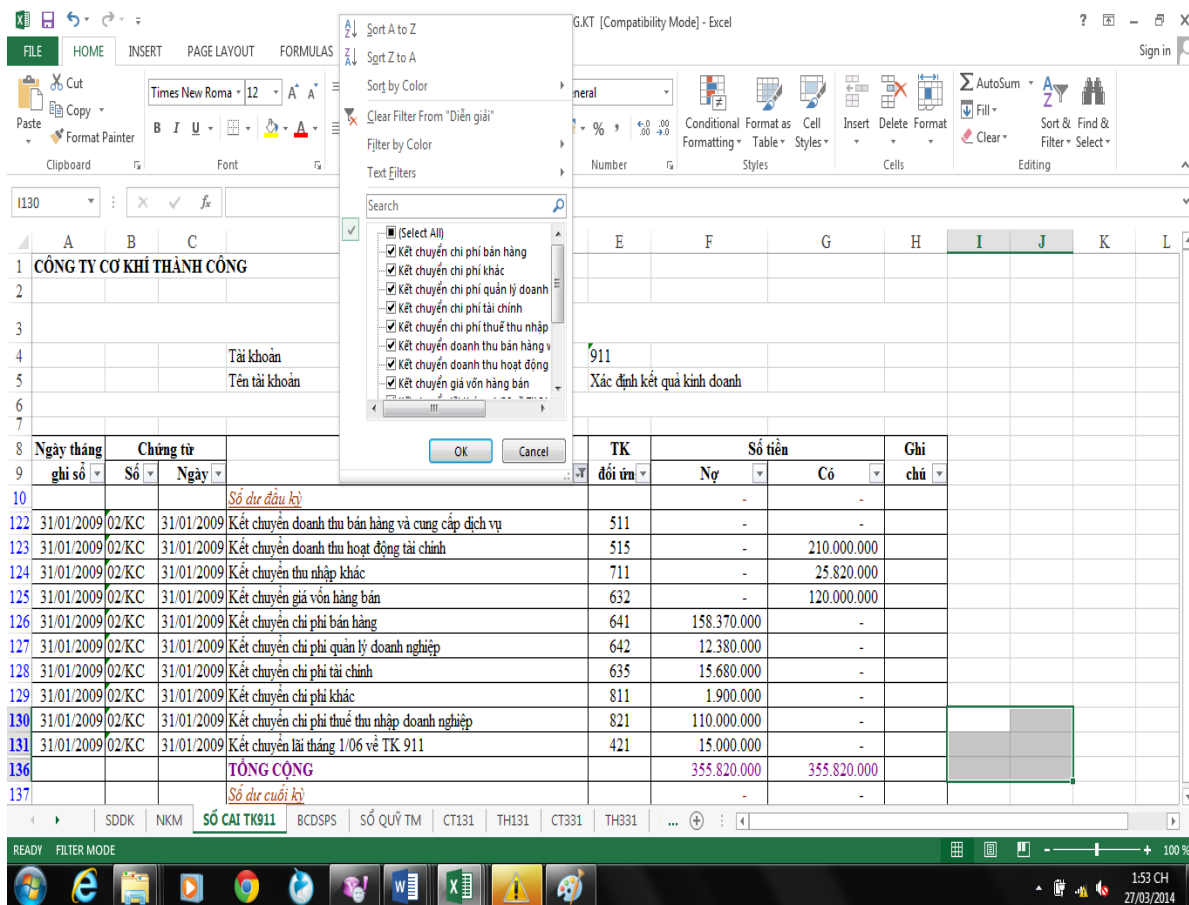 G.KT [Compatibility Mode] - Excel
FILE HOME INSERT PAGE LAYOUT FORMULAS Sign in
Cut
Copy
Format Painter
Paste
Clipboard
Times New Roma 12
B I U
Font
Sort A to Z
Sort Z to A
Sort by Color
Clear Filter From "Diễn giải"
Filter by Color
Text Filters
Search
(Select All)
Kết chuyển chi phí bán hàng
Kết chuyển chi phí khác
Kết chuyển chi phí quản lý doanh
Kết chuyển chi phí tài chính
Kết chuyển chi phí thuế thu nhập
Kết chuyển doanh thu bán hàng v
Kết chuyển doanh thu hoạt động
Kết chuyển giá vốn hàng bán
OK Cancel
neral
Number
Conditional Formatting
Format as Table
Cell Styles
Styles
Insert Delete Format
Cells
AutoSum
Fill
Clear
Sort & Filter
Find & Select
Editing
I130
A B C E F G H I J K L
1 CÔNG TY CƠ KHÍ THÀNH CÔNG
2
3
4 Tài khoản 911
5 Tên tài khoản Xác định kết quả kinh doanh
6
7
8 Ngày tháng Chứng từ TK Số tiền Ghi
9 ghi sổ Số Ngày đối ứn Nợ Có chú
10 Số dư đầu kỳ - -
122 31/01/2009 02/KC 31/01/2009 Kết chuyển doanh thu bán hàng và cung cấp dịch vụ 511 - -
123 31/01/2009 02/KC 31/01/2009 Kết chuyển doanh thu hoạt động tài chính 515 - 210.000.000
124 31/01/2009 02/KC 31/01/2009 Kết chuyển thu nhập khác 711 - 25.820.000
125 31/01/2009 02/KC 31/01/2009 Kết chuyển giá vốn hàng bán 632 - 120.000.000
126 31/01/2009 02/KC 31/01/2009 Kết chuyển chi phí bán hàng 641 158.370.000 -
127 31/01/2009 02/KC 31/01/2009 Kết chuyển chi phí quản lý doanh nghiệp 642 12.380.000 -
128 31/01/2009 02/KC 31/01/2009 Kết chuyển chi phí tài chính 635 15.680.000 -
129 31/01/2009 02/KC 31/01/2009 Kết chuyển chi phí khác 811 1.900.000 -
130 31/01/2009 02/KC 31/01/2009 Kết chuyển chi phí thuế thu nhập doanh nghiệp 821 110.000.000 -
131 31/01/2009 02/KC 31/01/2009 Kết chuyển lãi tháng 1/06 về TK 911 421 15.000.000 -
136 TỔNG CỘNG 355.820.000 355.820.000
137 Số dư cuối kỳ - -
SDDK NKM SỔ CAI TK911 BCDSPS SỔ QUỸ TM CT131 TH131 CT331 TH331 ...
READY FILTER MODE 100 %
1:53 CH
27/03/2014